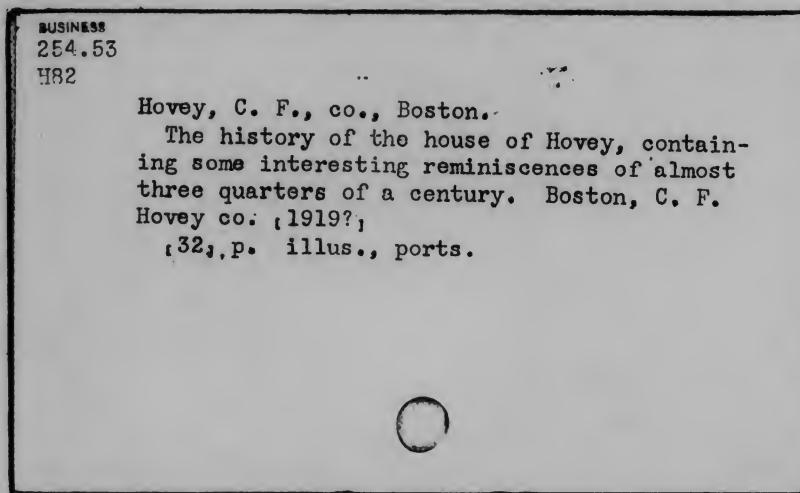 BUSINESS
254.53
H82
Hovey, C. F., co., Boston.
The history of the house of Hovey, contain-
ing some interesting reminiscences of almost
three quarters of a century. Boston, C. F.
Hovey co. [1919?]
[32] p. illus., ports.